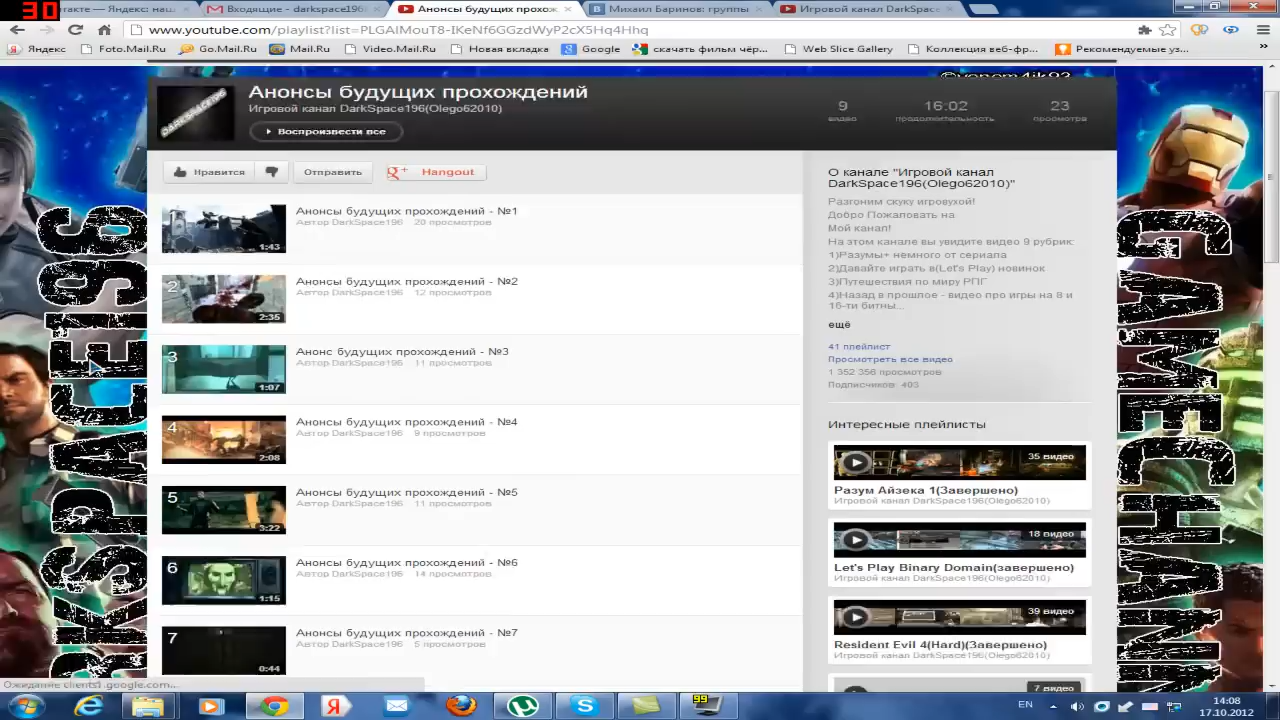 30
нтакте — Яндекс: наш...
Входящие - darkspace196
Анонсы будущих прохож
Михаил Баринов: группы
Игровой канал DarkSpace
www.youtube.com/playlist?list=PLGAIMouT8-IKeNf6GGzdWyP2cX5Hq4Hhq
Яндекс
Foto.Mail.Ru
Go.Mail.Ru
Mail.Ru
Новая вкладка
Google
скачать фильм чёр...
Web Slice Gallery
Коллекция веб-фр...
Рекомендуемые уз...
Анонсы будущих прохождений
Игровой канал DarkSpace196(Olego62010)
Воспроизвести все
9
видео
16:02
продолжительность
23
просмотра
Нравится
Отправить
Hangout
Анонсы будущих прохождений - №1
Автор DarkSpace196 20 просмотров
1:43
2
Анонсы будущих прохождений - №2
Автор DarkSpace196 12 просмотров
2:35
3
Анонс будущих прохождений - №3
Автор DarkSpace196 11 просмотров
1:07
4
Анонсы будущих прохождений - №4
Автор DarkSpace196 9 просмотров
2:08
5
Анонсы будущих прохождений - №5
Автор DarkSpace196 11 просмотров
3:22
6
Анонсы будущих прохождений - №6
Автор DarkSpace196 14 просмотров
1:15
7
Анонсы будущих прохождений - №7
Автор DarkSpace196 5 просмотров
0:44
О канале "Игровой канал
DarkSpace196(Olego62010)"
Разгоним скуку игровухой!
Добро Пожаловать на
Мой канал!
На этом канале вы увидите видео 9 рубрик:
1)Разумы+ немного от сериала
2)Давайте играть в(Let's Play) новинок
3)Путешествия по миру РПГ
4)Назад в прошлое - видео про игры на 8 и
16-ти битны...
ещё
41 плейлист
Просмотреть все видео
1 352 356 просмотров
Подписчиков: 403
Интересные плейлисты
35 видео
Разум Айзека 1(Завершено)
Игровой канал DarkSpace196(Olego62010)
18 видео
Let's Play Binary Domain(завершено)
Игровой канал DarkSpace196(Olego62010)
39 видео
Resident Evil 4(Hard)(Завершено)
Игровой канал DarkSpace196(Olego62010)
7 видео
Ожидание clients1.google.com...
99
EN
14:08
17.10.2012